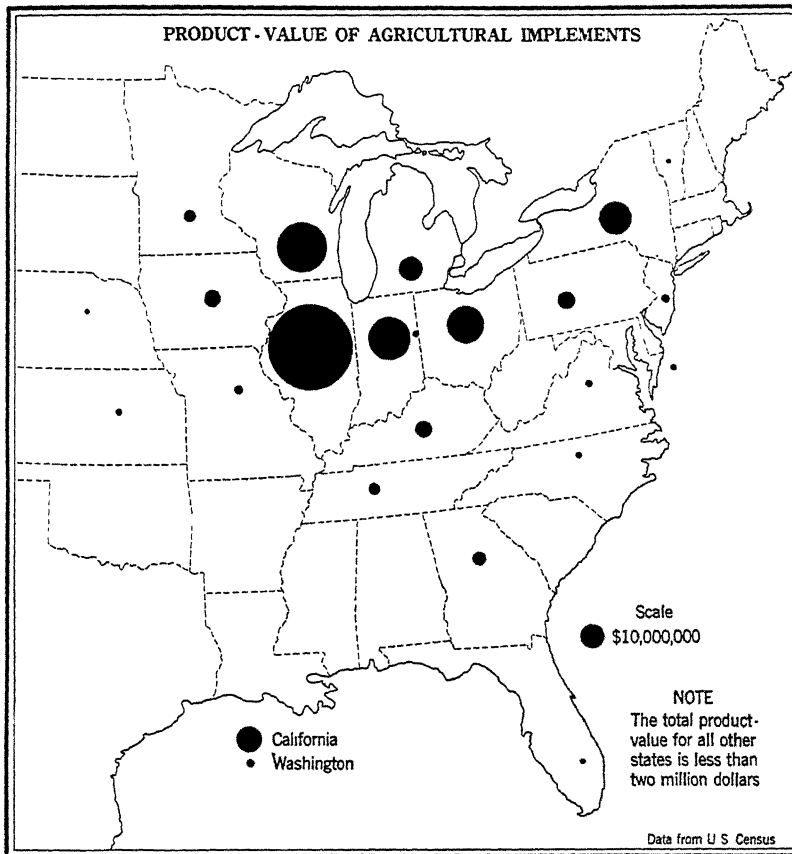 PRODUCT-VALUE OF AGRICULTURAL IMPLEMENTS
Scale
$10,000,000
NOTE
The total product-
value for all other
states is less than
two million dollars
California
Washington
Data from U S Census